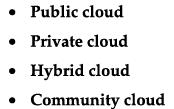 • Public cloud
• Private cloud
• Hybrid cloud
• Community cloud